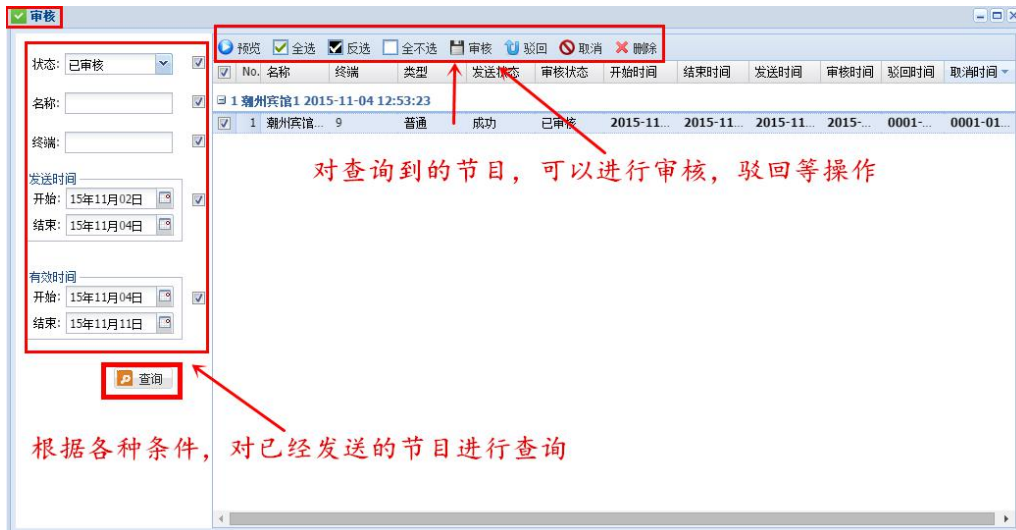 审核
预览 全选 反选 全不选 审核 驳回 取消 删除
状态: 已审核
名称:
终端:
发送时间
开始: 15年11月02日
结束: 15年11月04日
有效时间
开始: 15年11月04日
结束: 15年11月11日
查询
No. 名称 终端 类型 发送状态 审核状态 开始时间 结束时间 发送时间 审核时间 驳回时间 取消时间
1 潮州宾馆1 2015-11-04 12:53:23
1 潮州宾馆... 9 普通 成功 已审核 2015-11... 2015-11... 2015-11... 2015-... 0001-... 0001-01...
对查询到的节目，可以进行审核，驳回等操作
根据各种条件，对已经发送的节目进行查询